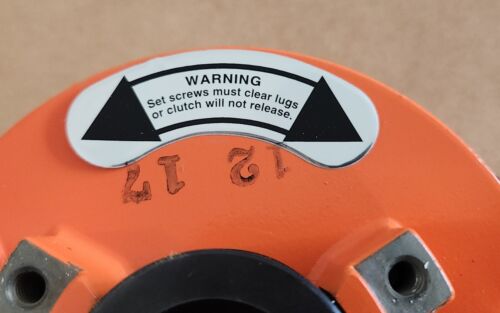 WARNING
Set screws must clear lugs
or clutch will not release.
12 17